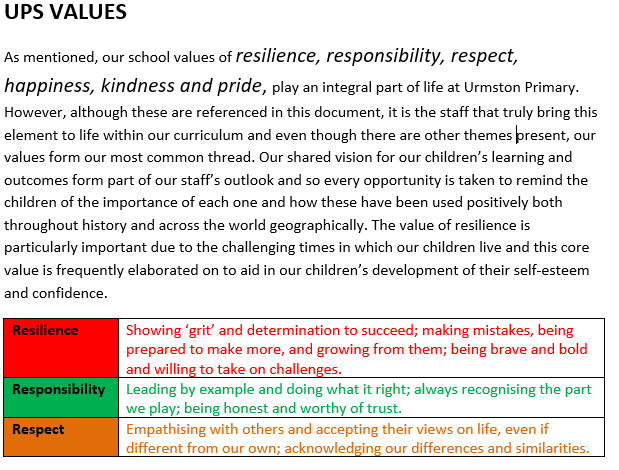 UPS VALUES
As mentioned, our school values of resilience, responsibility, respect,
happiness, kindness and pride, play an integral part of life at Urmston Primary.
However, although these are referenced in this document, it is the staff that truly bring this
element to life within our curriculum and even though there are other themes present, our
values form our most common thread. Our shared vision for our children’s learning and
outcomes form part of our staff’s outlook and so every opportunity is taken to remind the
children of the importance of each one and how these have been used positively both
throughout history and across the world geographically. The value of resilience is
particularly important due to the challenging times in which our children live and this core
value is frequently elaborated on to aid in our children’s development of their self-esteem
and confidence.
Resilience
Showing ‘grit’ and determination to succeed; making mistakes, being
prepared to make more, and growing from them; being brave and bold
and willing to take on challenges.
Responsibility
Leading by example and doing what it right; always recognising the part
we play; being honest and worthy of trust.
Respect
Empathising with others and accepting their views on life, even if
different from our own; acknowledging our differences and similarities.